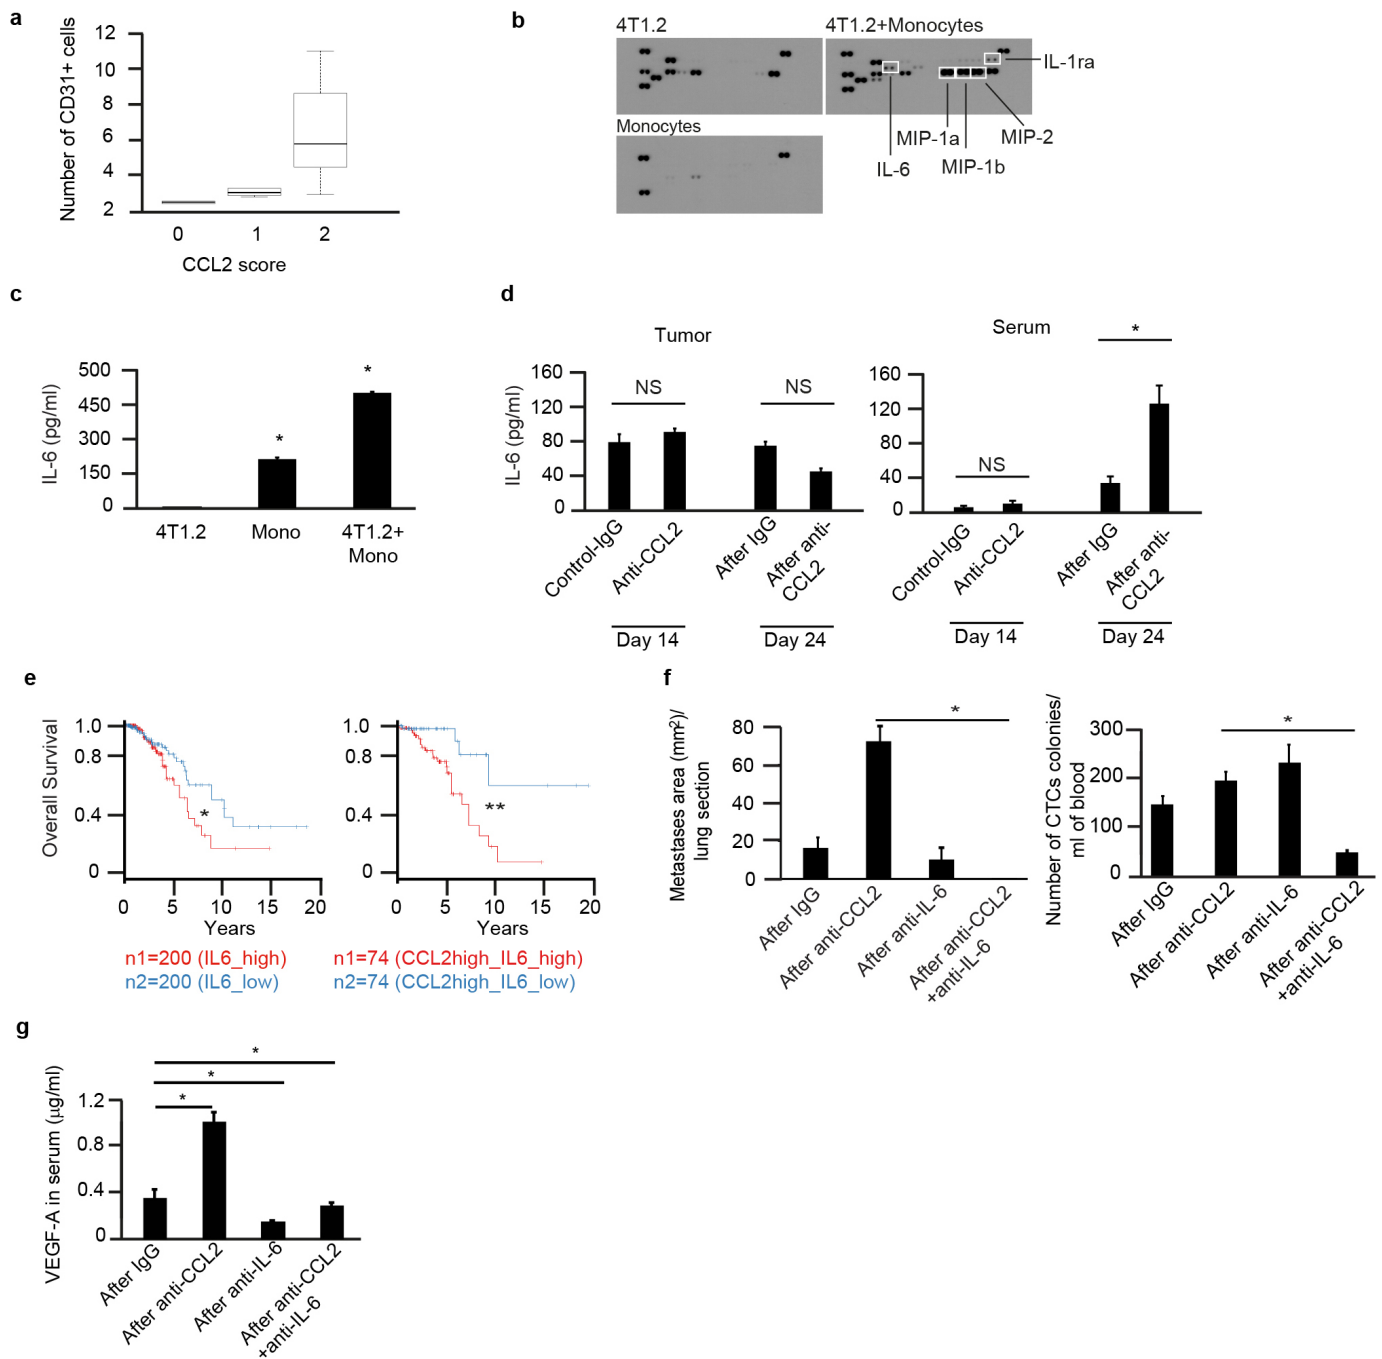 a
Number of CD31+ cells
12
10
8
6
4
2
0
1
2
CCL2 score
b
4T1.2
4T1.2+Monocytes
IL-1ra
MIP-1a
MIP-2
IL-6
MIP-1b
Monocytes
c
IL-6 (pg/ml)
500
450
300
150
0
*
*
4T1.2
Mono
4T1.2+
Mono
d
Tumor
IL-6 (pg/ml)
160
120
80
40
0
NS
NS
Control-IgG
Anti-CCL2
After IgG
After anti-
CCL2
Day 14
Day 24
Serum
160
120
80
40
0
NS
*
Control-IgG
Anti-CCL2
After IgG
After anti-
CCL2
Day 14
Day 24
e
Overall Survival
1.0
0.8
0.4
0
*
0 5 10 15 20
Years
n1=200 (IL6_high)
n2=200 (IL6_low)
1.0
0.8
0.4
0
**
0 5 10 15 20
Years
n1=74 (CCL2high_IL6_high)
n2=74 (CCL2high_IL6_low)
f
Metastases area (mm²)/
lung section
80
60
40
20
0
*
After IgG
After anti-CCL2
After anti-IL-6
After anti-CCL2
+anti-IL-6
Number of CTCs colonies/
ml of blood
300
200
100
0
*
After IgG
After anti-CCL2
After anti-IL-6
After anti-CCL2
+anti-IL-6
g
VEGF-A in serum (µg/ml)
1.2
0.8
0.4
0
*
*
*
After IgG
After anti-CCL2
After anti-IL-6
After anti-CCL2
+anti-IL-6